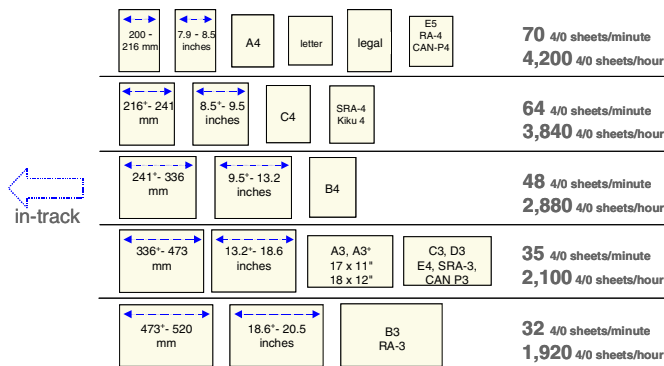 200 -
216 mm
7.9 - 8.5
inches
A4
letter
legal
E5
RA-4
CAN-P4
70 4/0 sheets/minute
4,200 4/0 sheets/hour
216+- 241
mm
8.5+- 9.5
inches
C4
SRA-4
Kiku 4
64 4/0 sheets/minute
3,840 4/0 sheets/hour
in-track
241+- 336
mm
9.5+- 13.2
inches
B4
48 4/0 sheets/minute
2,880 4/0 sheets/hour
336+- 473
mm
13.2+- 18.6
inches
A3, A3+
17 x 11"
18 x 12"
C3, D3
E4, SRA-3,
CAN P3
35 4/0 sheets/minute
2,100 4/0 sheets/hour
473+- 520
mm
18.6+- 20.5
inches
B3
RA-3
32 4/0 sheets/minute
1,920 4/0 sheets/hour